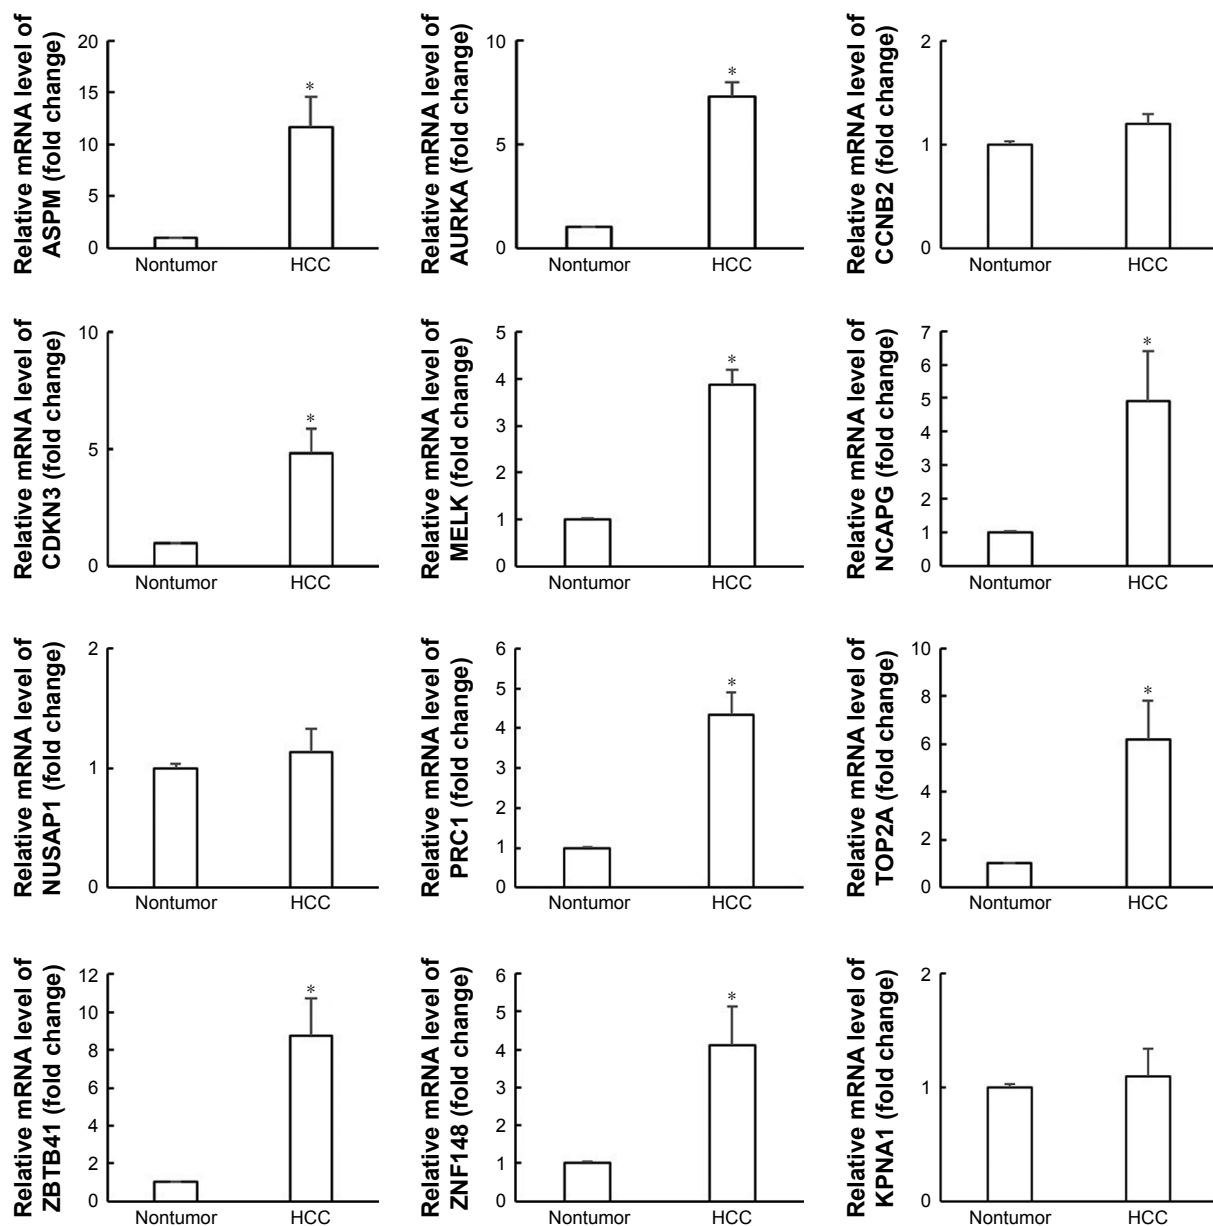 Relative mRNA level of
ASPM (fold change)
20
15
10
5
0
*
Nontumor
HCC
Relative mRNA level of
AURKA (fold change)
10
5
0
*
Nontumor
HCC
Relative mRNA level of
CCNB2 (fold change)
2
1
0
Nontumor
HCC
Relative mRNA level of
CDKN3 (fold change)
10
5
0
*
Nontumor
HCC
Relative mRNA level of
MELK (fold change)
5
4
3
2
1
0
*
Nontumor
HCC
Relative mRNA level of
NCAPG (fold change)
7
6
5
4
3
2
1
0
*
Nontumor
HCC
Relative mRNA level of
NUSAP1 (fold change)
2
1
0
Nontumor
HCC
Relative mRNA level of
PRC1 (fold change)
6
5
4
3
2
1
0
*
Nontumor
HCC
Relative mRNA level of
TOP2A (fold change)
10
8
6
4
2
0
*
Nontumor
HCC
Relative mRNA level of
ZBTB41 (fold change)
12
10
8
6
4
2
0
*
Nontumor
HCC
Relative mRNA level of
ZNF148 (fold change)
6
5
4
3
2
1
0
*
Nontumor
HCC
Relative mRNA level of
KPNA1 (fold change)
2
1
0
Nontumor
HCC